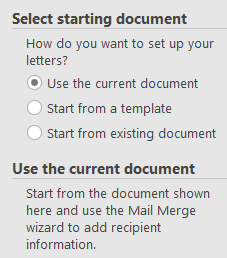 Select starting document
How do you want to set up your
letters?
Use the current document
Start from a template
Start from existing document
Use the current document
Start from the document shown
here and use the Mail Merge
wizard to add recipient
information.